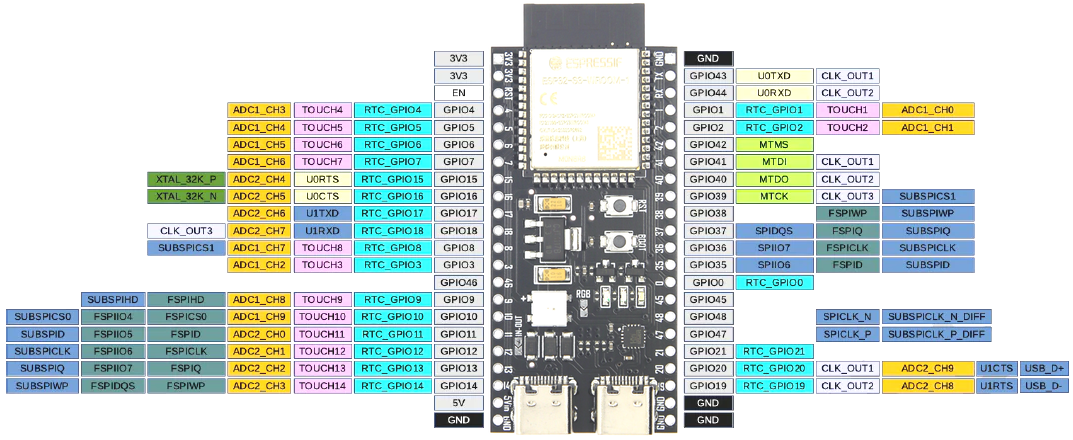 3V3 GND
3V3 GPIO43 U0TXD CLK_OUT1
EN GPIO44 U0RXD CLK_OUT2
ADC1_CH3 TOUCH4 RTC_GPIO4 GPIO4 GPIO1 RTC_GPIO1 TOUCH1 ADC1_CH0
ADC1_CH4 TOUCH5 RTC_GPIO5 GPIO5 GPIO2 RTC_GPIO2 TOUCH2 ADC1_CH1
ADC1_CH5 TOUCH6 RTC_GPIO6 GPIO6 GPIO42 MTMS
ADC1_CH6 TOUCH7 RTC_GPIO7 GPIO7 GPIO41 MTDI CLK_OUT1
XTAL_32K_P ADC2_CH4 U0RTS RTC_GPIO15 GPIO15 GPIO40 MTDO CLK_OUT2
XTAL_32K_N ADC2_CH5 U0CTS RTC_GPIO16 GPIO16 GPIO39 MTCK CLK_OUT3 SUBSPICS1
ADC2_CH6 U1TXD RTC_GPIO17 GPIO17 GPIO38 FSPIWP SUBSPIWP
CLK_OUT3 ADC2_CH7 U1RXD RTC_GPIO18 GPIO18 GPIO37 SPIDQS FSPIQ SUBSPIQ
SUBSPICS1 ADC1_CH7 TOUCH8 RTC_GPIO8 GPIO8 GPIO36 SPIIO7 FSPICLK SUBSPICLK
ADC1_CH2 TOUCH3 RTC_GPIO3 GPIO3 GPIO35 SPIIO6 FSPID SUBSPID
GPIO46 GPIO0 RTC_GPIO0
SUBSPIHD FSPIHD ADC1_CH8 TOUCH9 RTC_GPIO9 GPIO9 GPIO45
SUBSPICS0 FSPIIO4 FSPICS0 ADC1_CH9 TOUCH10 RTC_GPIO10 GPIO10 GPIO48 SPICLK_N SUBSPICLK_N_DIFF
SUBSPID FSPIIO5 FSPID ADC2_CH0 TOUCH11 RTC_GPIO11 GPIO11 GPIO47 SPICLK_P SUBSPICLK_P_DIFF
SUBSPICLK FSPIIO6 FSPICLK ADC2_CH1 TOUCH12 RTC_GPIO12 GPIO12 GPIO21 RTC_GPIO21
SUBSPIQ FSPIIO7 FSPIQ ADC2_CH2 TOUCH13 RTC_GPIO13 GPIO13 GPIO20 RTC_GPIO20 CLK_OUT1 ADC2_CH9 U1CTS USB_D+
SUBSPIWP FSPIDQS FSPIWP ADC2_CH3 TOUCH14 RTC_GPIO14 GPIO14 GPIO19 RTC_GPIO19 CLK_OUT2 ADC2_CH8 U1RTS USB_D-
5V GND
GND GND
ESPRESSIF
RST
BOOT
RGB
IN-OUT